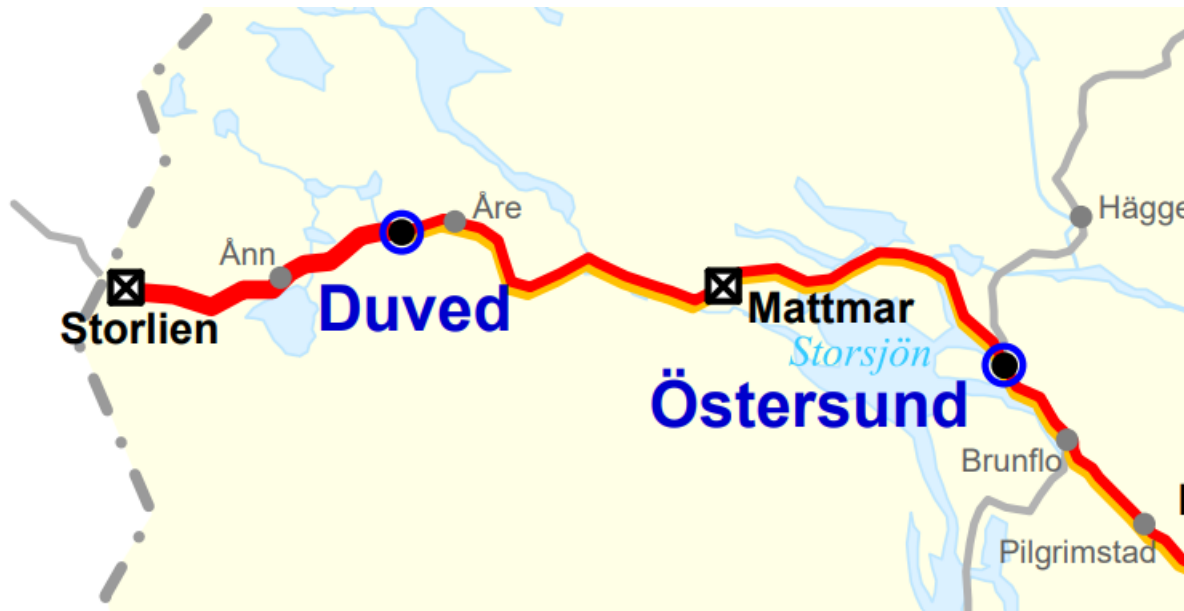 Åre
Hägge
Ånn
Duved
Mattmar
Storlien
Storsjön
Östersund
Brunflo
Pilgrimstad